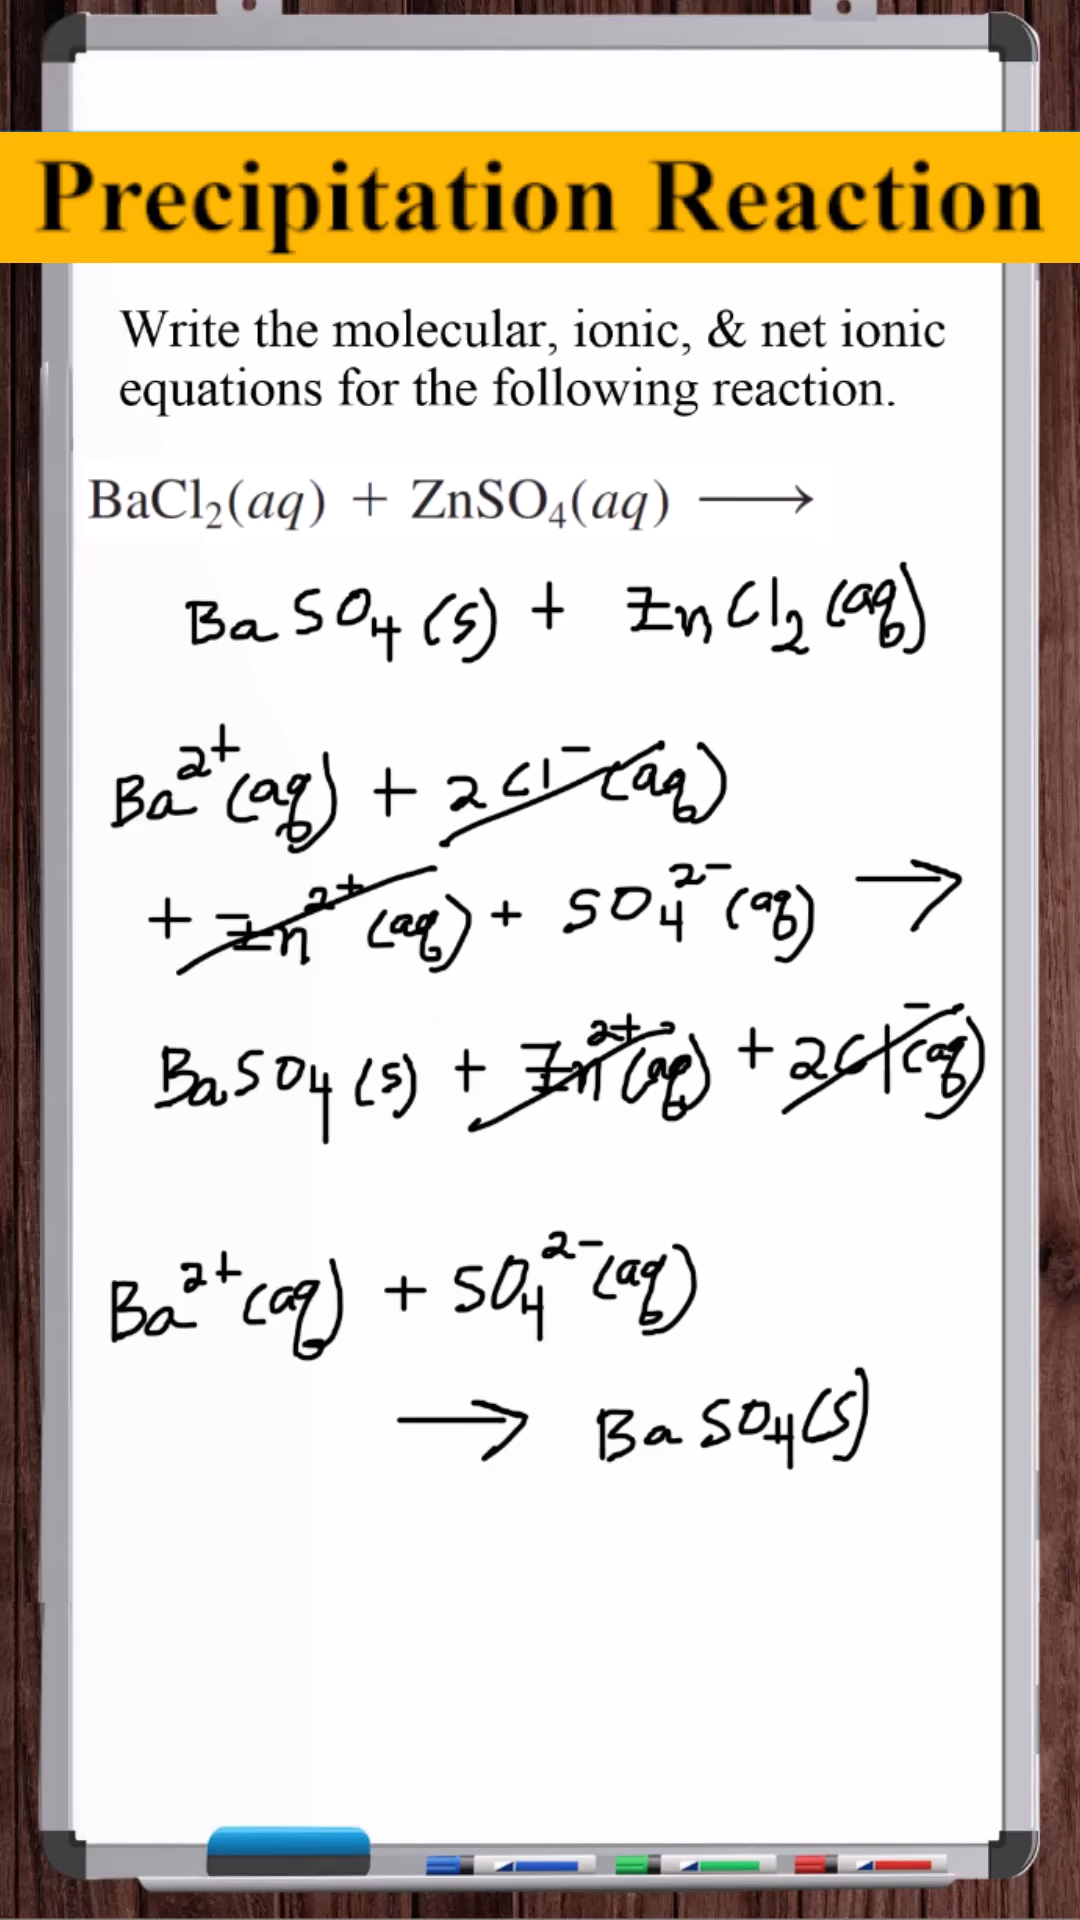 Precipitation Reaction
Write the molecular, ionic, & net ionic
equations for the following reaction.
BaCl₂(aq) + ZnSO₄(aq) ⟶
BaSO₄(s) + ZnCl₂(aq)
Ba²⁺(aq) + 2Cl⁻(aq)
+ Zn²⁺(aq) + SO₄²⁻(aq) →
BaSO₄(s) + Zn²⁺(aq) + 2Cl⁻(aq)
Ba²⁺(aq) + SO₄²⁻(aq)
→ BaSO₄(s)